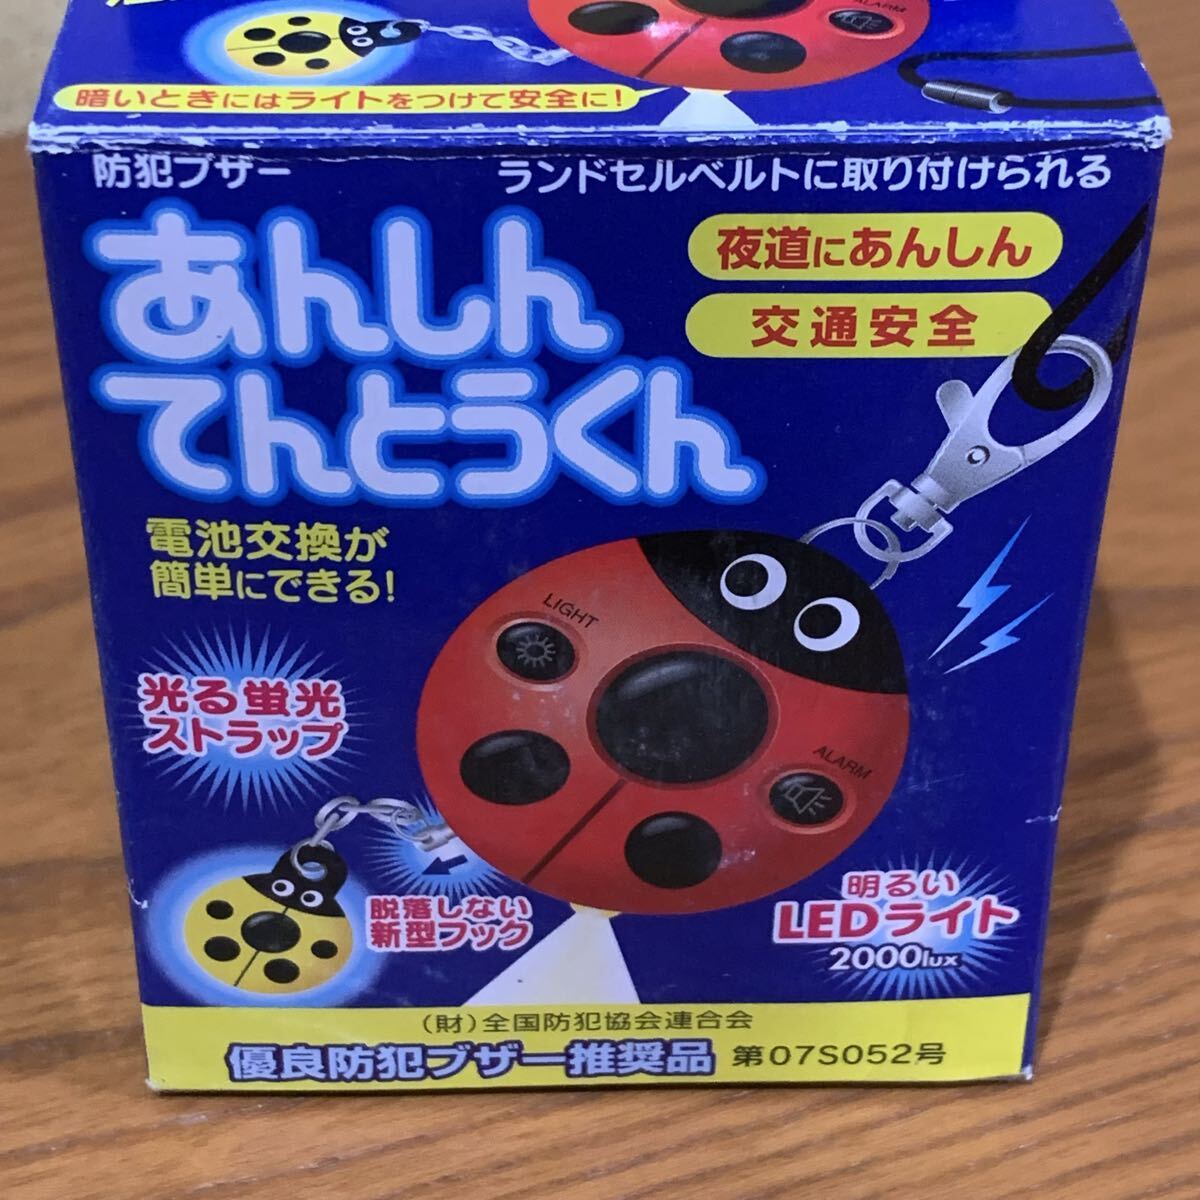 ALARM
暗いときにはライトをつけて安全に!
防犯ブザー
ランドセルベルトに取り付けられる
あんしん
てんとうくん
夜道にあんしん
交通安全
電池交換が
簡単にできる!
LIGHT
ALARM
光る蛍光
ストラップ
脱落しない
新型フック
明るい
LEDライト
2000lux
(財)全国防犯協会連合会
優良防犯ブザー推奨品 第07S052号